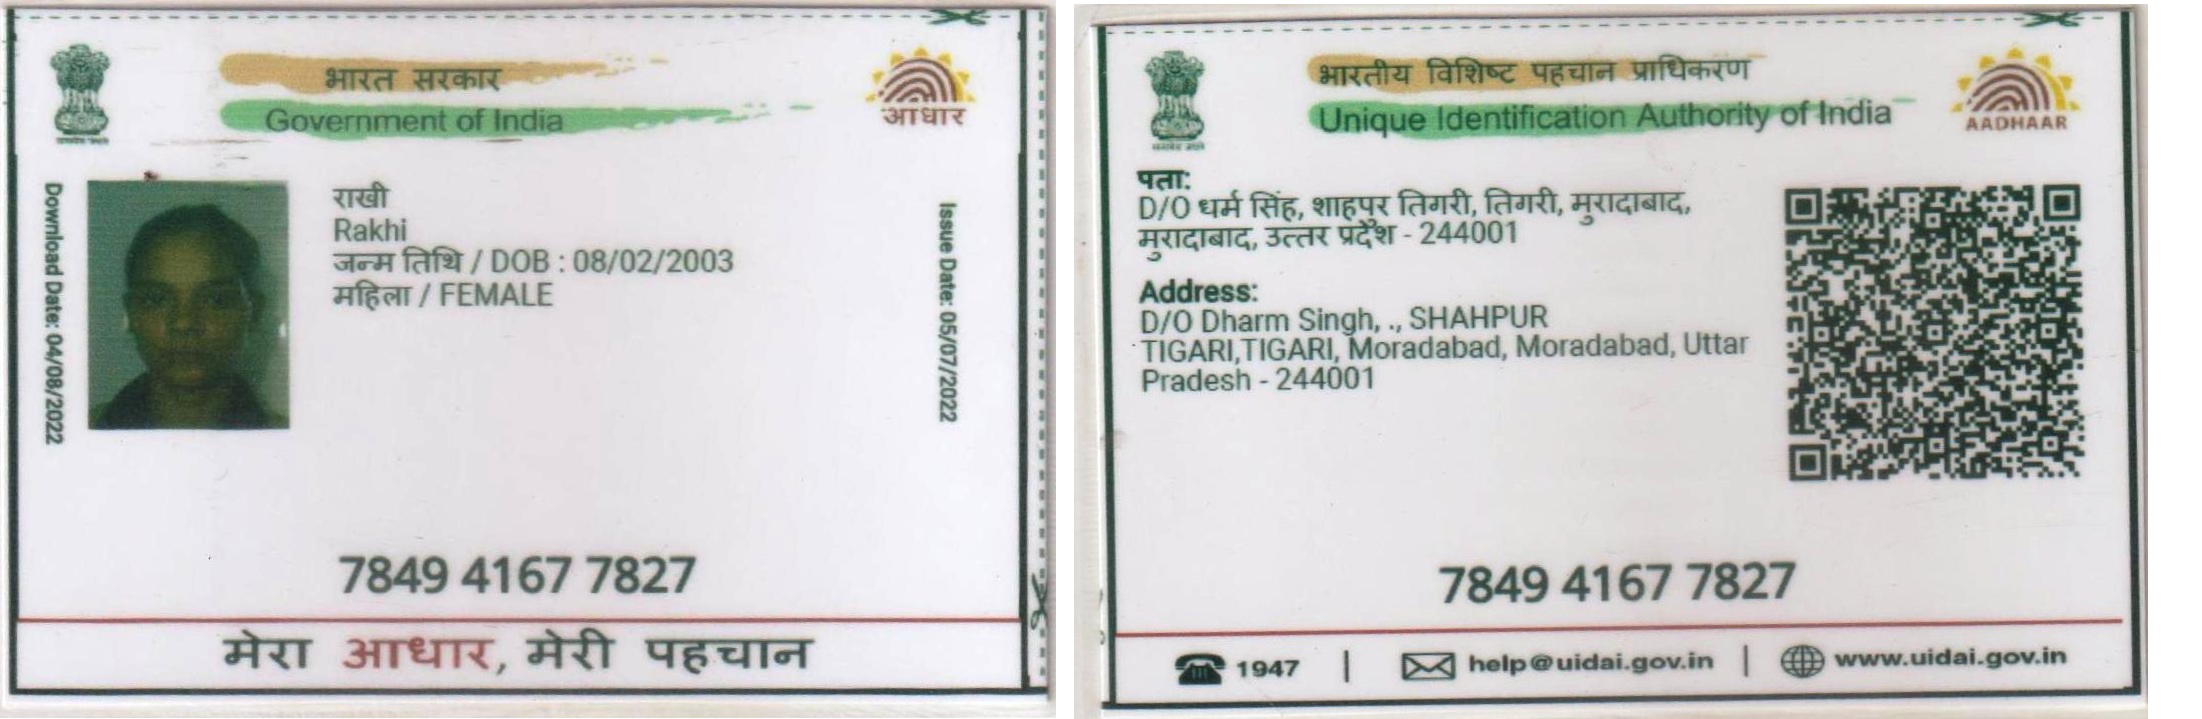 भारत सरकार
Government of India
आधार
Download Date: 04/08/2022
राखी
Rakhi
जन्म तिथि / DOB : 08/02/2003
महिला / FEMALE
Issue Date: 05/07/2022
7849 4167 7827
मेरा आधार, मेरी पहचान
भारतीय विशिष्ट पहचान प्राधिकरण
Unique Identification Authority of India
AADHAAR
पता:
D/O धर्म सिंह, शाहपुर तिगरी, तिगरी, मुरादाबाद,
मुरादाबाद, उत्तर प्रदेश - 244001
Address:
D/O Dharm Singh, ., SHAHPUR
TIGARI,TIGARI, Moradabad, Moradabad, Uttar
Pradesh - 244001
7849 4167 7827
1947 | help@uidai.gov.in | www.uidai.gov.in